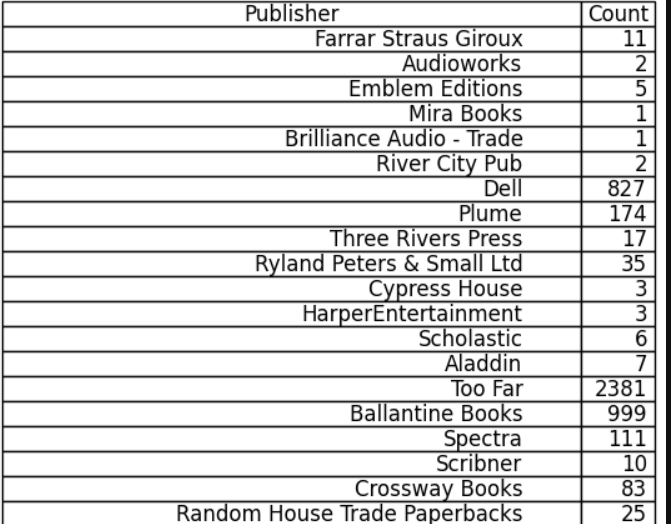 Publisher Count
Farrar Straus Giroux 11
Audioworks 2
Emblem Editions 5
Mira Books 1
Brilliance Audio - Trade 1
River City Pub 2
Dell 827
Plume 174
Three Rivers Press 17
Ryland Peters & Small Ltd 35
Cypress House 3
HarperEntertainment 3
Scholastic 6
Aladdin 7
Too Far 2381
Ballantine Books 999
Spectra 111
Scribner 10
Crossway Books 83
Random House Trade Paperbacks 25